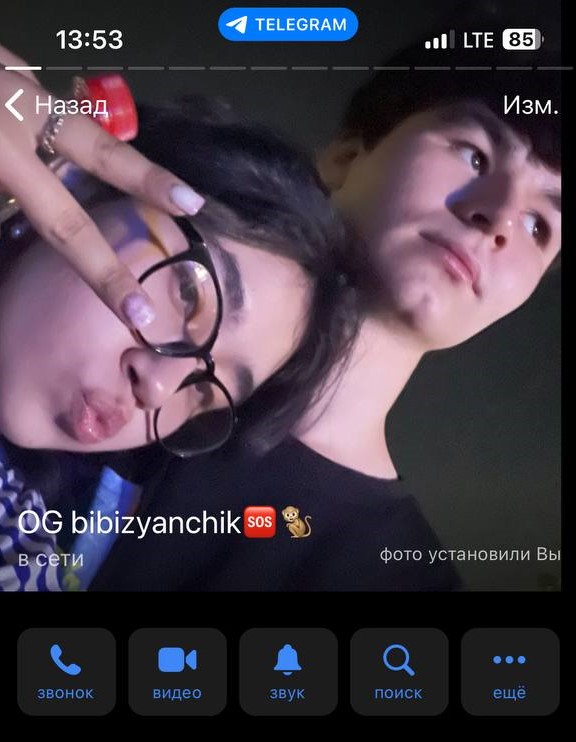 13:53
TELEGRAM
LTE
85
Назад
Изм.
OG bibizyanchik🆘🐒
в сети
фото установили Вы
звонок
видео
звук
поиск
ещё